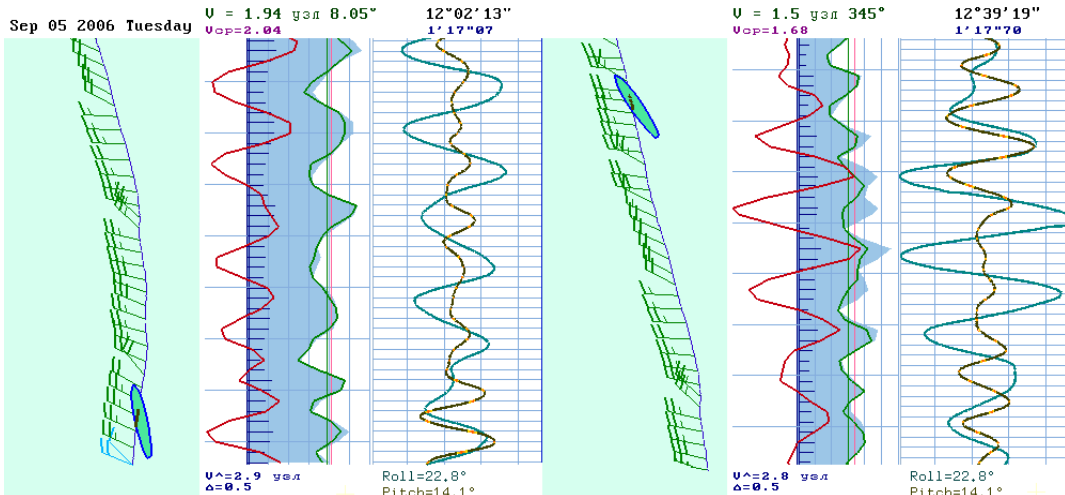 Sep 05 2006 Tuesday
V = 1.94 узл 8.05°
Vср=2.04
12°02'13"
1'17"07
V = 1.5 узл 345°
Vср=1.68
12°39'19"
1'17"70
V^=2.9 узл
Δ=0.5
Roll=22.8°
Pitch=14.1°
V^=2.8 узл
Δ=0.5
Roll=22.8°
Pitch=14.1°